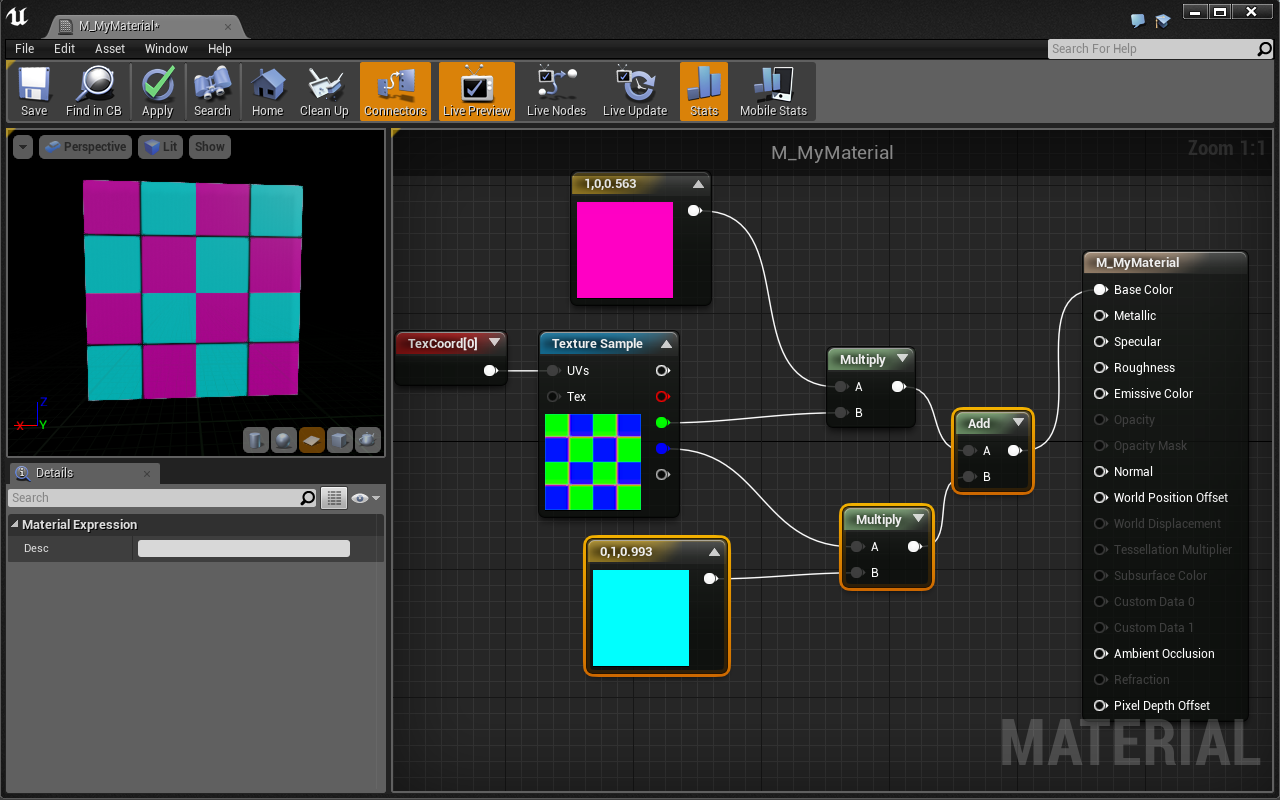 M_MyMaterial*
File Edit Asset Window Help
Search For Help
Save Find in CB Apply Search Home Clean Up Connectors Live Preview Live Nodes Live Update Stats Mobile Stats
Perspective Lit Show
X Y Z
Details
Search
Material Expression
Desc
M_MyMaterial
Zoom 1:1
1,0,0.563
TexCoord[0]
Texture Sample
UVs
Tex
0,1,0.993
Multiply
A
B
Multiply
A
B
Add
A
B
M_MyMaterial
Base Color
Metallic
Specular
Roughness
Emissive Color
Opacity
Opacity Mask
Normal
World Position Offset
World Displacement
Tessellation Multiplier
Subsurface Color
Custom Data 0
Custom Data 1
Ambient Occlusion
Refraction
Pixel Depth Offset
MATERIAL